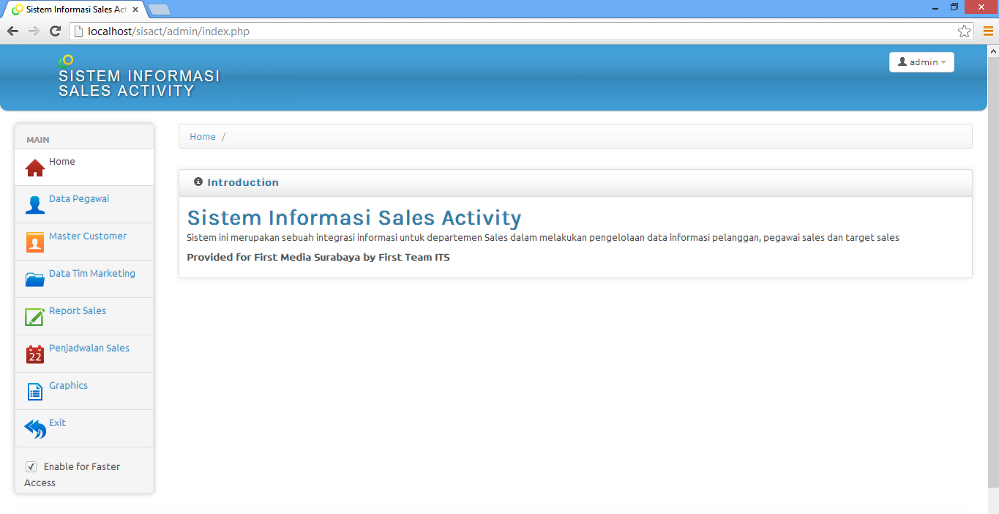 Sistem Informasi Sales Act
localhost/sisact/admin/index.php
SISTEM INFORMASI
SALES ACTIVITY
admin
MAIN
Home
Data Pegawai
Master Customer
Data Tim Marketing
Report Sales
22
Penjadwalan Sales
Graphics
Exit
Enable for Faster
Access
Home /
Introduction
Sistem Informasi Sales Activity
Sistem ini merupakan sebuah integrasi informasi untuk departemen Sales dalam melakukan pengelolaan data informasi pelanggan, pegawai sales dan target sales
Provided for First Media Surabaya by First Team ITS